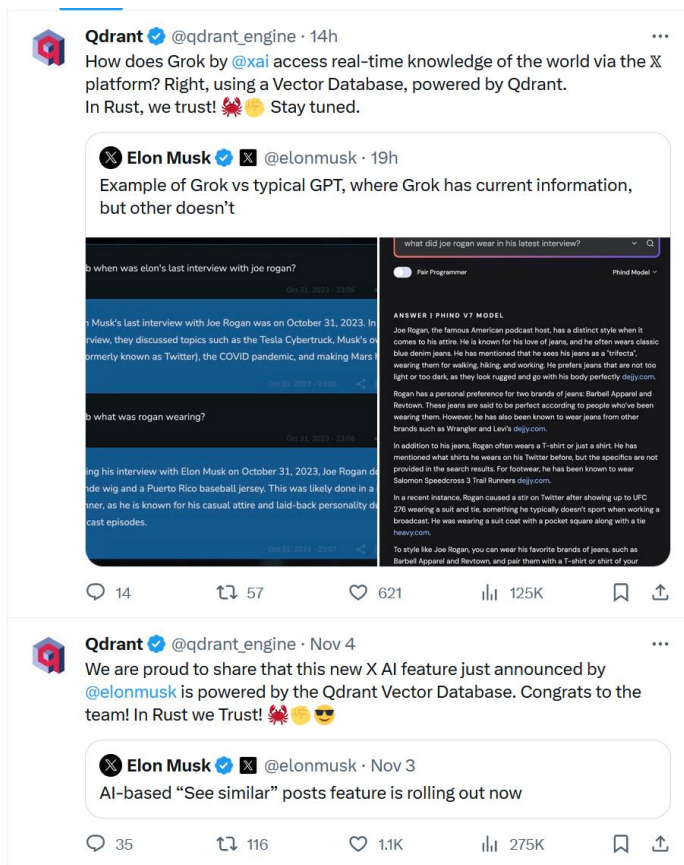 Qdrant @qdrant_engine · 14h
How does Grok by @xai access real-time knowledge of the world via the 𝕏
platform? Right, using a Vector Database, powered by Qdrant.
In Rust, we trust! 🦀✊ Stay tuned.
Elon Musk @elonmusk · 19h
Example of Grok vs typical GPT, where Grok has current information,
but other doesn’t
b when was elon's last interview with joe rogan?
Oct 31, 2023 - 23:06
Musk's last interview with Joe Rogan was on October 31, 2023. In
rview, they discussed topics such as the Tesla Cybertruck, Musk's ow
ormerly known as Twitter), the COVID pandemic, and making Mars
Oct 31, 2023 - 23:06
b what was rogan wearing?
Oct 31, 2023 - 23:06
ing his interview with Elon Musk on October 31, 2023, Joe Rogan do
nde wig and a Puerto Rico baseball jersey. This was likely done in a
nner, as he is known for his casual attire and laid-back personality du
cast episodes.
Oct 31, 2023 - 23:07
what did joe rogan wear in his latest interview?
Pair Programmer Phind Model
ANSWER | PHIND V7 MODEL
Joe Rogan, the famous American podcast host, has a distinct style when it
comes to his attire. He is known for his love of jeans, and he often wears classic
blue denim jeans. He has mentioned that he sees his jeans as a "trifecta",
wearing them for walking, hiking, and working. He prefers jeans that are not too
light or too dark, as they look rugged and go with his body perfectly dejjy.com.
Rogan has a personal preference for two brands of jeans: Barbell Apparel and
Revtown. These jeans are said to be perfect according to people who've been
wearing them. However, he has also been known to wear jeans from other
brands such as Wrangler and Levi's dejjy.com.
In addition to his jeans, Rogan often wears a T-shirt or just a shirt. He has
mentioned what shirts he wears on his Twitter before, but the specifics are not
provided in the search results. For footwear, he has been known to wear
Salomon Speedcross 3 Trail Runners dejjy.com.
In a recent instance, Rogan caused a stir on Twitter after showing up to UFC
276 wearing a suit and tie, something he typically doesn't sport when working a
broadcast. He was wearing a suit coat with a pocket square along with a tie
heavy.com.
To style like Joe Rogan, you can wear his favorite brands of jeans, such as
Barbell Apparel and Revtown, and pair them with a T-shirt or shirt of your
14 57 621 125K
Qdrant @qdrant_engine · Nov 4
We are proud to share that this new X AI feature just announced by
@elonmusk is powered by the Qdrant Vector Database. Congrats to the
team! In Rust we Trust! 🦀✊😎
Elon Musk @elonmusk · Nov 3
AI-based “See similar” posts feature is rolling out now
35 116 1.1K 275K